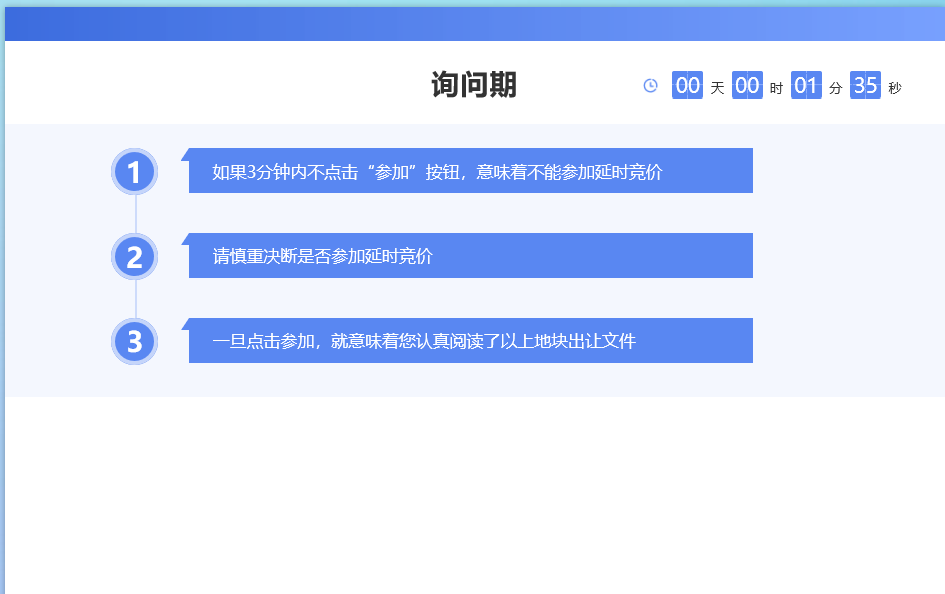 询问期
00 天 00 时 01 分 35 秒
1 如果3分钟内不点击“参加”按钮，意味着不能参加延时竞价
2 请慎重决断是否参加延时竞价
3 一旦点击参加，就意味着您认真阅读了以上地块出让文件